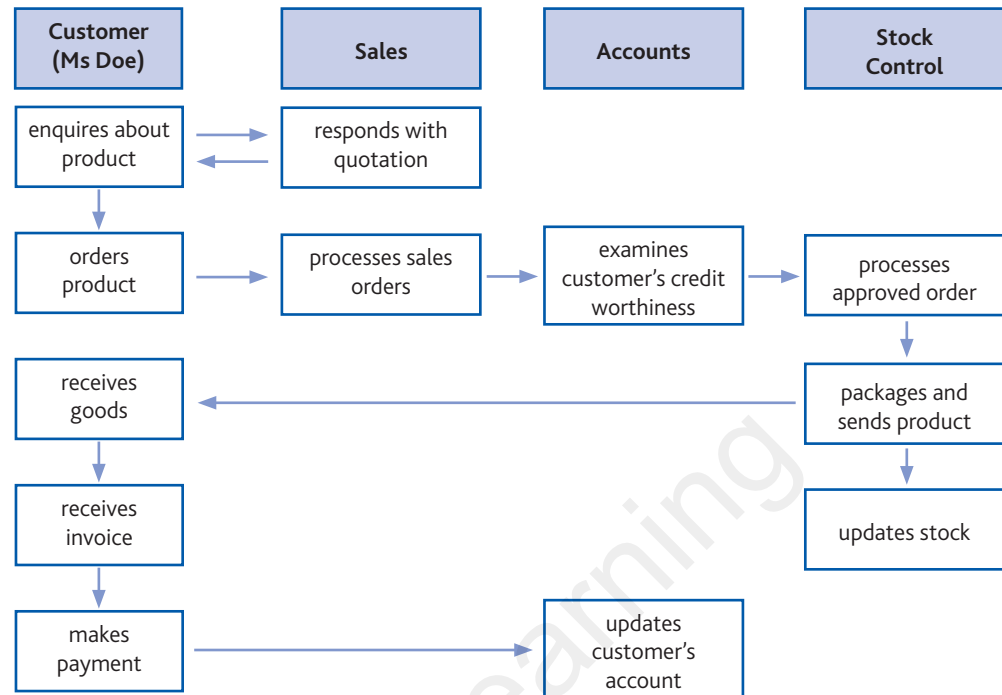 Customer
(Ms Doe)
Sales
Accounts
Stock
Control
enquires about
product
responds with
quotation
orders
product
processes sales
orders
examines
customer's credit
worthiness
processes
approved order
receives
goods
packages and
sends product
receives
invoice
updates stock
makes
payment
updates
customer's
account